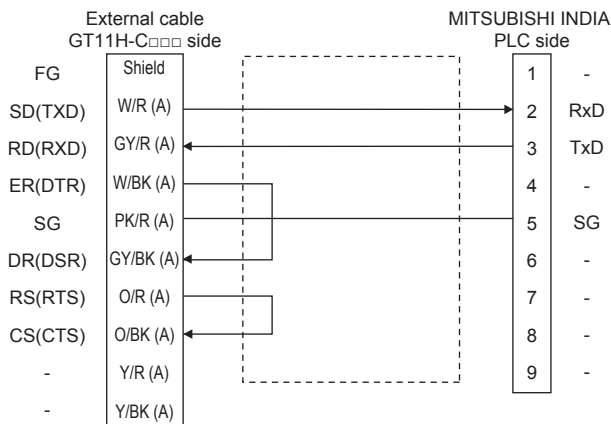 External cable
GT11H-C□□□ side
MITSUBISHI INDIA
PLC side
FG Shield 1 -
SD(TXD) W/R (A) 2 RxD
RD(RXD) GY/R (A) 3 TxD
ER(DTR) W/BK (A) 4 -
SG PK/R (A) 5 SG
DR(DSR) GY/BK (A) 6 -
RS(RTS) O/R (A) 7 -
CS(CTS) O/BK (A) 8 -
- Y/R (A) 9 -
- Y/BK (A)